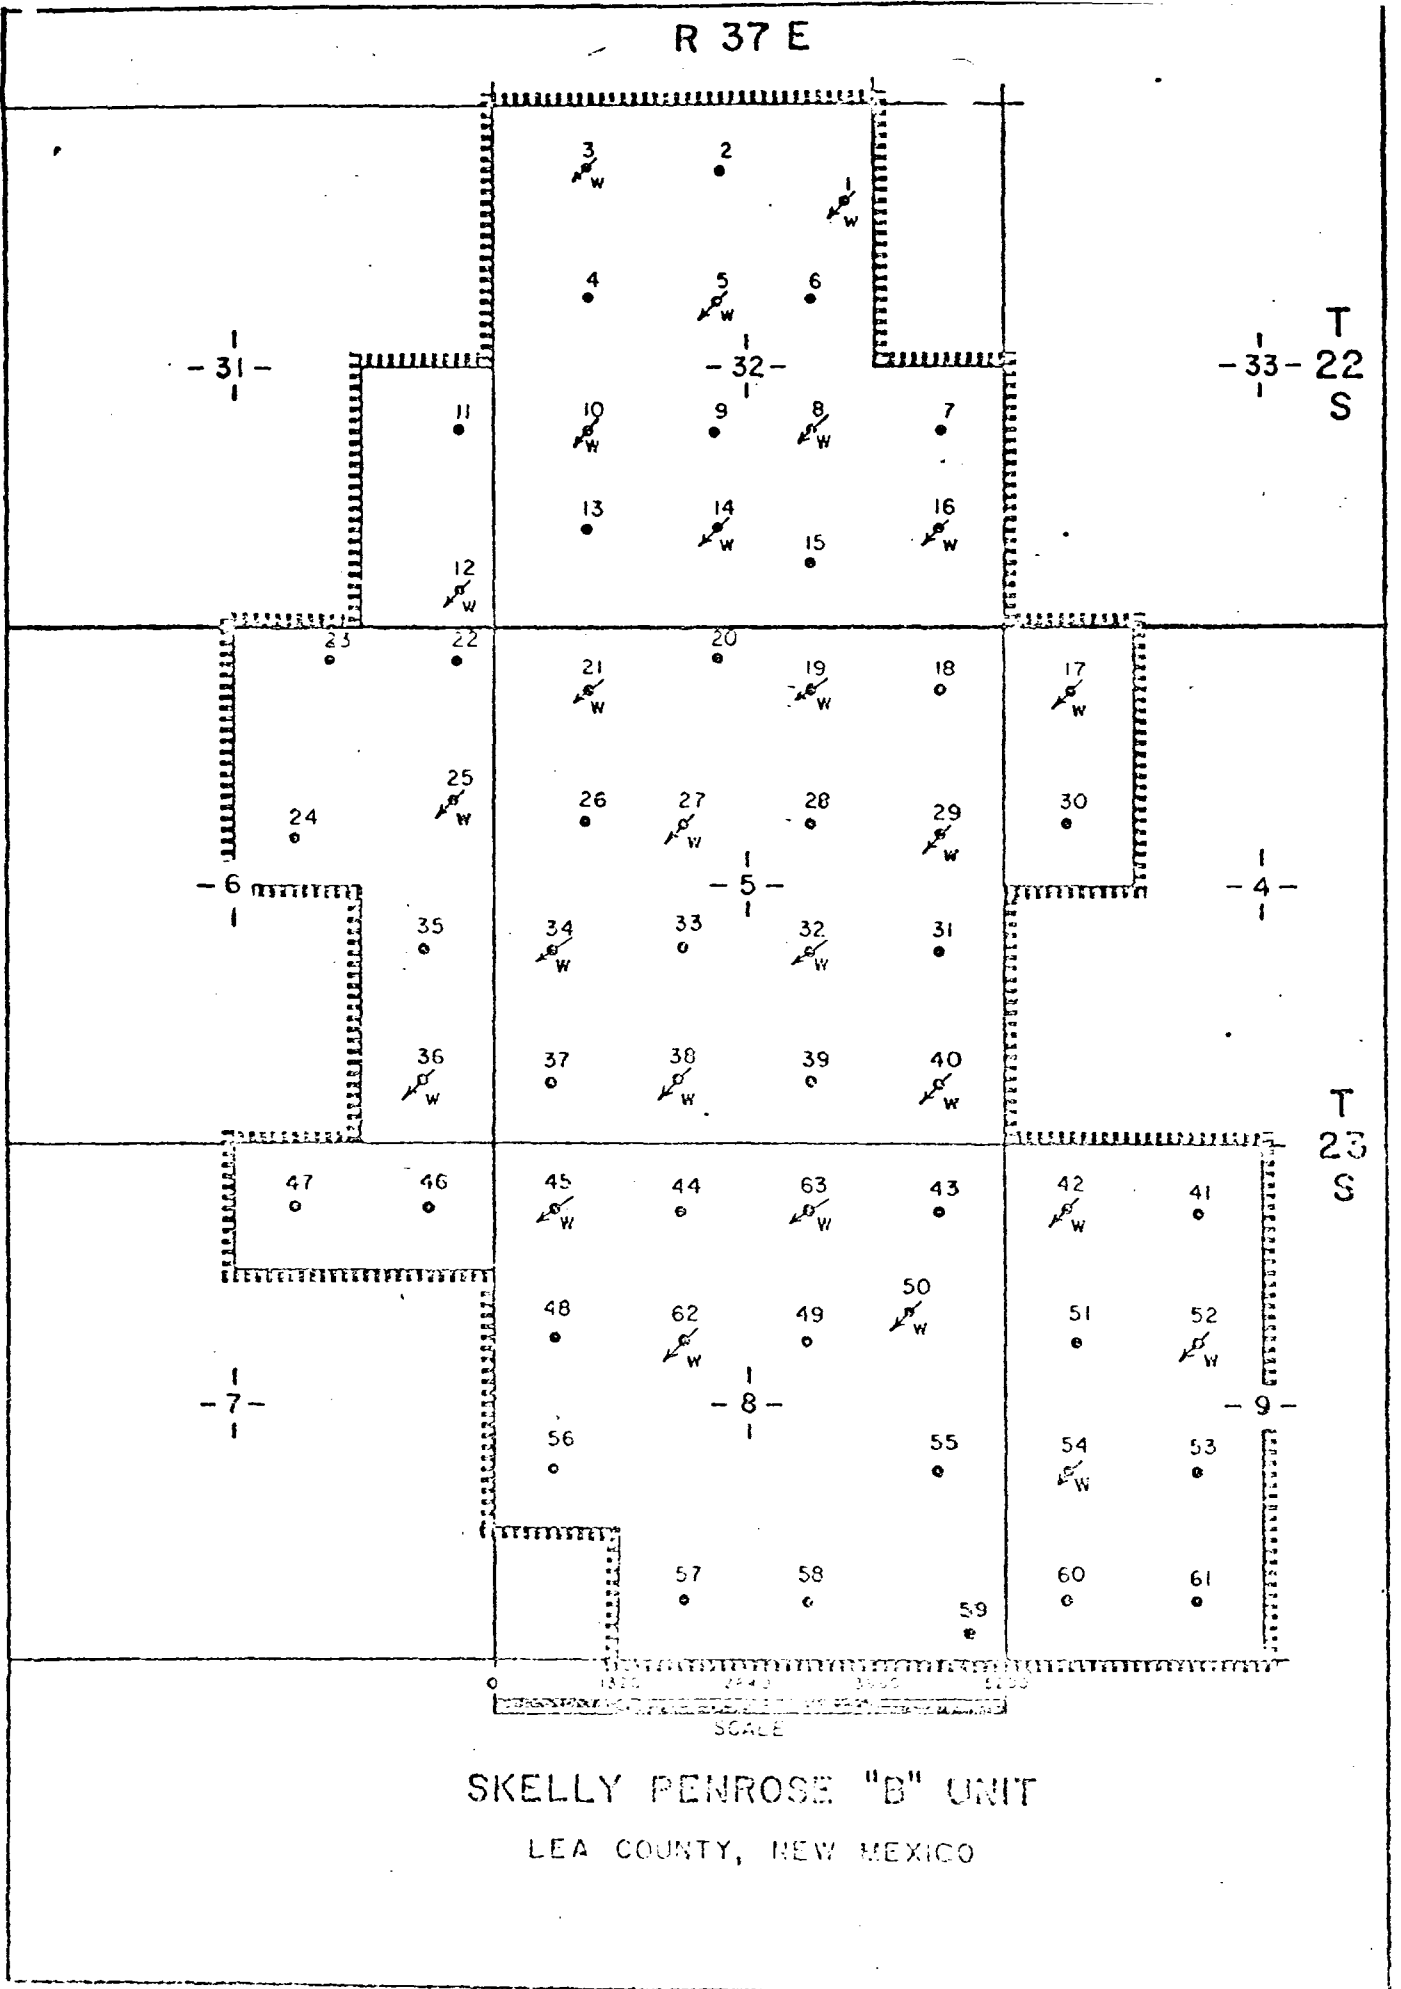 R 37 E
3 2
1
W
W
4 5 6
W
T
- 31 - - 32 - - 33 - 22
S
11 10 9 8 7
W W
13 14 15 16
W W
12
W
23 22 20
21 19 18 17
W W W
25
24 26 27 28 29 30
W W W
- 6 - - 5 - - 4 -
35 34 33 32 31
W W
36 37 38 39 40
W W W
T
23
S
47 46 45 44 63 43 42 41
W W W
50
48 62 49 51 52
W W W
- 7 - - 8 - - 9 -
56 55 54 53
W
57 58 60 61
59
0 1320 2640 3960 5280
SCALE
SKELLY PENROSE "B" UNIT
LEA COUNTY, NEW MEXICO